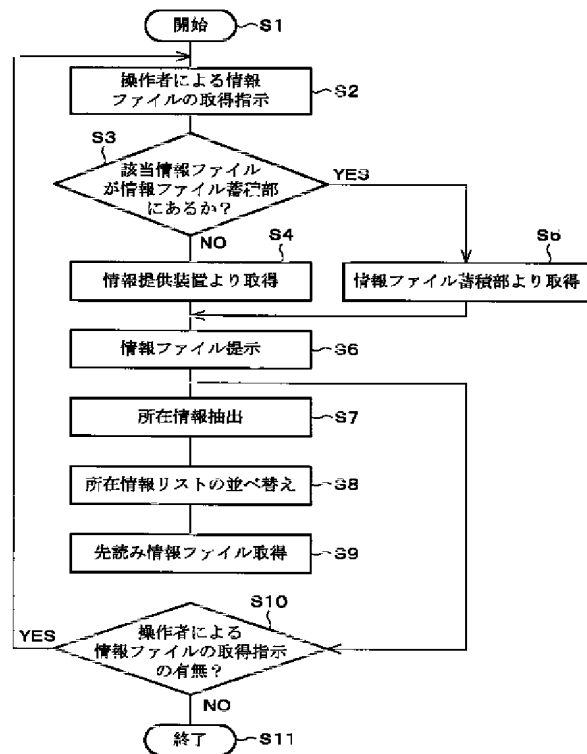 開始
S1
操作者による情報
ファイルの取得指示
S2
S3
該当情報ファイル
が情報ファイル蓄積部
にあるか?
YES
NO
S4
情報提供装置より取得
S6
情報ファイル蓄積部より取得
情報ファイル提示
S6
所在情報抽出
S7
所在情報リストの並べ替え
S8
先読み情報ファイル取得
S9
S10
YES
操作者による
情報ファイルの取得指示
の有無?
NO
終了
S11